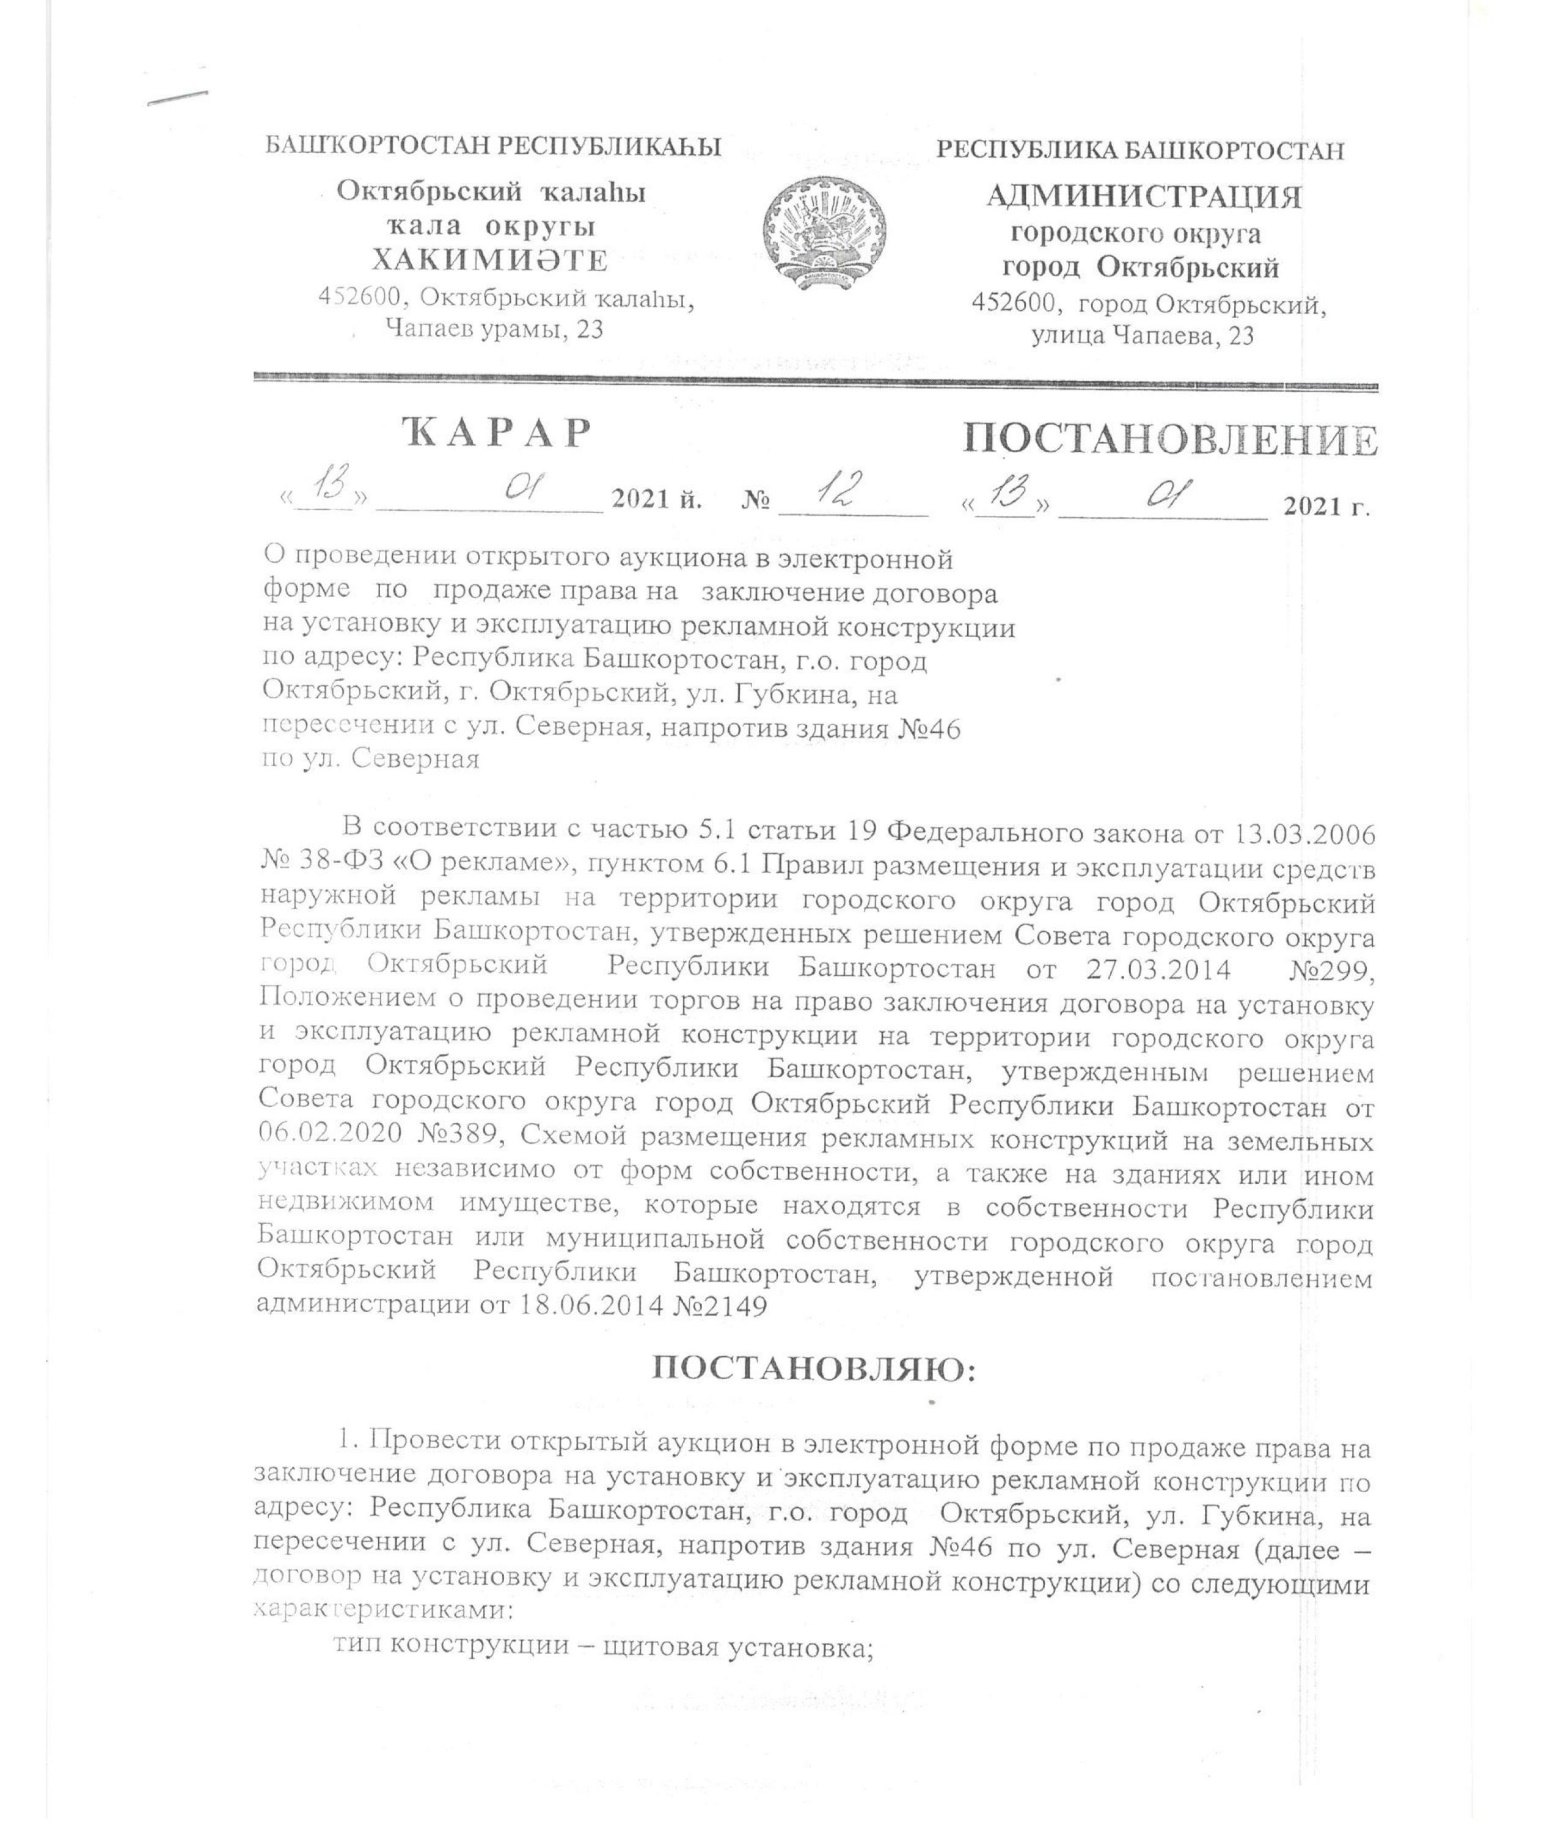 БАШҠОРТОСТАН РЕСПУБЛИКАҺЫ
Октябрьский ҡалаһы
ҡала округы
ХАКИМИӘТЕ
452600, Октябрьский ҡалаһы,
Чапаев урамы, 23
РЕСПУБЛИКА БАШКОРТОСТАН
АДМИНИСТРАЦИЯ
городского округа
город Октябрьский
452600, город Октябрьский,
улица Чапаева, 23
ҠАРАР
ПОСТАНОВЛЕНИЕ
«13» 01 2021 й. № 12 «13» 01 2021 г.
О проведении открытого аукциона в электронной
форме по продаже права на заключение договора
на установку и эксплуатацию рекламной конструкции
по адресу: Республика Башкортостан, г.о. город
Октябрьский, г. Октябрьский, ул. Губкина, на
пересечении с ул. Северная, напротив здания №46
по ул. Северная
В соответствии с частью 5.1 статьи 19 Федерального закона от 13.03.2006
№ 38-ФЗ «О рекламе», пунктом 6.1 Правил размещения и эксплуатации средств
наружной рекламы на территории городского округа город Октябрьский
Республики Башкортостан, утвержденных решением Совета городского округа
город Октябрьский Республики Башкортостан от 27.03.2014 №299,
Положением о проведении торгов на право заключения договора на установку
и эксплуатацию рекламной конструкции на территории городского округа
город Октябрьский Республики Башкортостан, утвержденным решением
Совета городского округа город Октябрьский Республики Башкортостан от
06.02.2020 №389, Схемой размещения рекламных конструкций на земельных
участках независимо от форм собственности, а также на зданиях или ином
недвижимом имуществе, которые находятся в собственности Республики
Башкортостан или муниципальной собственности городского округа город
Октябрьский Республики Башкортостан, утвержденной постановлением
администрации от 18.06.2014 №2149
ПОСТАНОВЛЯЮ:
1. Провести открытый аукцион в электронной форме по продаже права на
заключение договора на установку и эксплуатацию рекламной конструкции по
адресу: Республика Башкортостан, г.о. город Октябрьский, ул. Губкина, на
пересечении с ул. Северная, напротив здания №46 по ул. Северная (далее –
договор на установку и эксплуатацию рекламной конструкции) со следующими
характеристиками:
тип конструкции – щитовая установка;